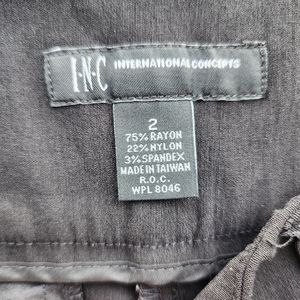 I·N·C INTERNATIONAL CONCEPTS
2
75% RAYON
22% NYLON
3% SPANDEX
MADE IN TAIWAN
R.O.C.
WPL 8046